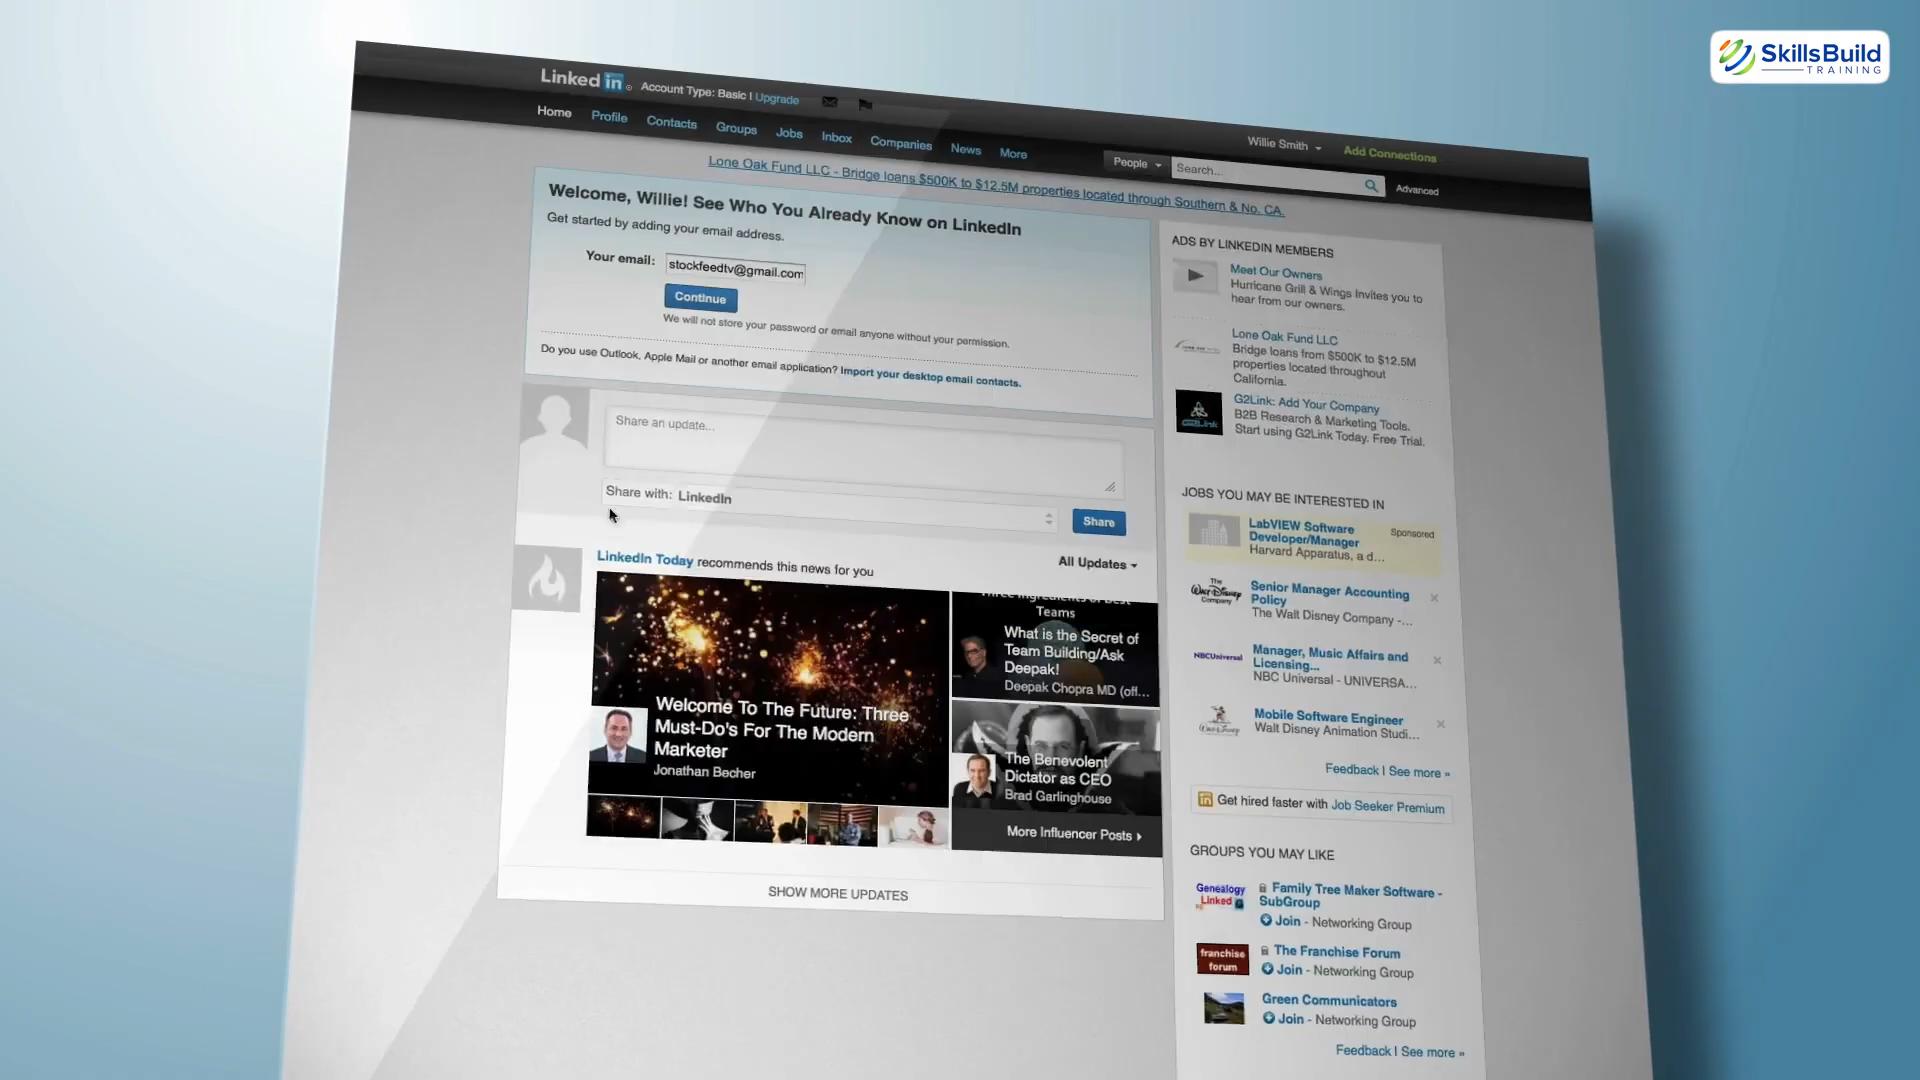 SkillsBuild
TRAINING
Linked in
Account Type: Basic | Upgrade
Home Profile Contacts Groups Jobs Inbox Companies News More
Willie Smith
Add Connections
People
Search...
Advanced
Lone Oak Fund LLC - Bridge loans $500K to $12.5M properties located through Southern & No. CA.
Welcome, Willie! See Who You Already Know on LinkedIn
Get started by adding your email address.
Your email: stockfeedtv@gmail.com
Continue
We will not store your password or email anyone without your permission.
Do you use Outlook, Apple Mail or another email application? Import your desktop email contacts.
Share an update...
Share with: LinkedIn
Share
LinkedIn Today recommends this news for you
All Updates
Welcome To The Future: Three
Must-Do's For The Modern
Marketer
Jonathan Becher
Teams
What is the Secret of
Team Building/Ask
Deepak!
Deepak Chopra MD (off...
The Benevolent
Dictator as CEO
Brad Garlinghouse
More Influencer Posts
SHOW MORE UPDATES
ADS BY LINKEDIN MEMBERS
Meet Our Owners
Hurricane Grill & Wings Invites you to
hear from our owners.
Lone Oak Fund LLC
Bridge loans from $500K to $12.5M
properties located throughout
California.
G2Link
G2Link: Add Your Company
B2B Research & Marketing Tools.
Start using G2Link Today. Free Trial.
JOBS YOU MAY BE INTERESTED IN
LabVIEW Software
Developer/Manager
Harvard Apparatus, a d...
Sponsored
The
Walt Disney
Company
Senior Manager Accounting
Policy
The Walt Disney Company -...
NBCUniversal
Manager, Music Affairs and
Licensing...
NBC Universal - UNIVERSA...
Mobile Software Engineer
Walt Disney Animation Studi...
Feedback | See more »
in Get hired faster with Job Seeker Premium
GROUPS YOU MAY LIKE
Genealogy
Linked
Family Tree Maker Software -
SubGroup
Join - Networking Group
franchise
forum
The Franchise Forum
Join - Networking Group
Green Communicators
Join - Networking Group
Feedback | See more »